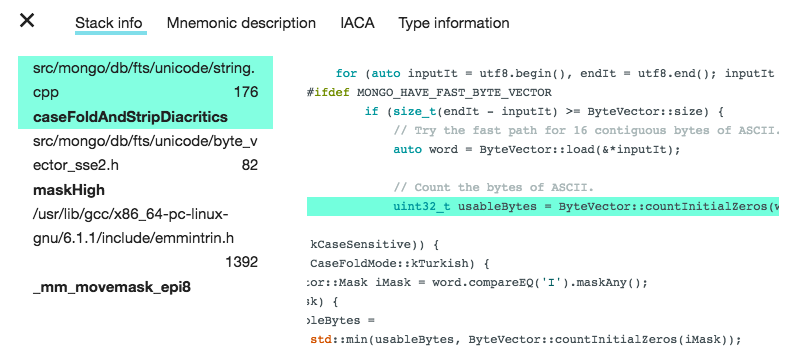 ✕ Stack info Mnemonic description IACA Type information
src/mongo/db/fts/unicode/string.
cpp 176
caseFoldAndStripDiacritics
src/mongo/db/fts/unicode/byte_v
ector_sse2.h 82
maskHigh
/usr/lib/gcc/x86_64-pc-linux-
gnu/6.1.1/include/emmintrin.h
1392
_mm_movemask_epi8
for (auto inputIt = utf8.begin(), endIt = utf8.end(); inputIt
#ifdef MONGO_HAVE_FAST_BYTE_VECTOR
if (size_t(endIt - inputIt) >= ByteVector::size) {
// Try the fast path for 16 contiguous bytes of ASCII.
auto word = ByteVector::load(&*inputIt);
// Count the bytes of ASCII.
uint32_t usableBytes = ByteVector::countInitialZeros(
kCaseSensitive)) {
CaseFoldMode::kTurkish) {
tor::Mask iMask = word.compareEQ('I').maskAny();
sk) {
bleBytes =
std::min(usableBytes, ByteVector::countInitialZeros(iMask));